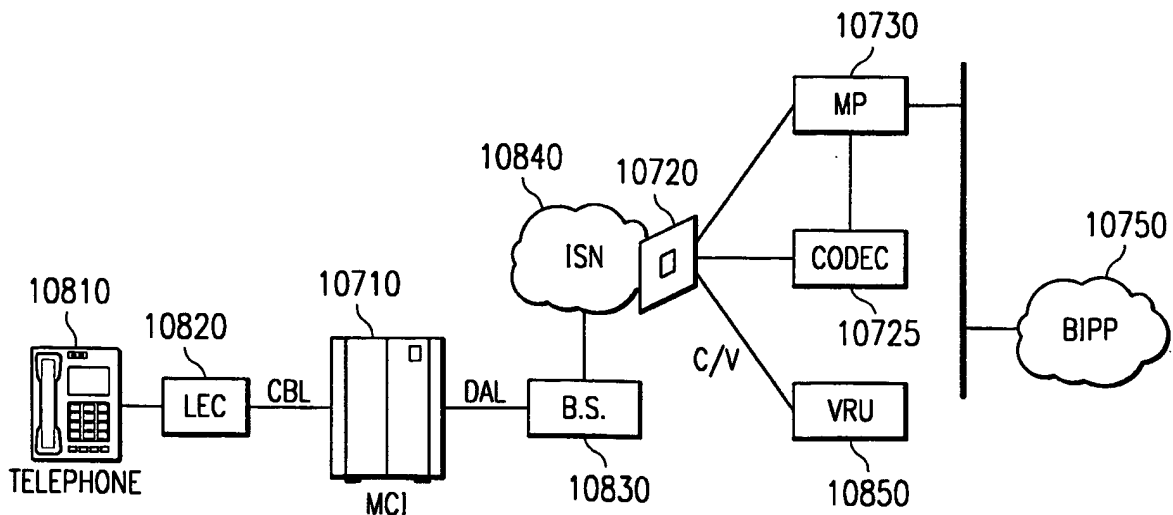 10730
MP
10840
10720
ISN
CODEC
10725
10750
BIPP
10810
10820
10710
LEC
CBL
DAL
B.S.
C/V
VRU
TELEPHONE
MCI
10830
10850